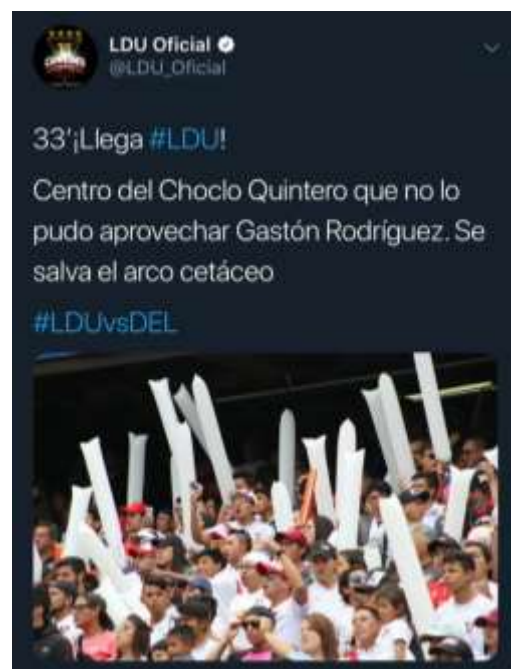 LDU Oficial
@LDU_Oficial
33'¡Llega #LDU!
Centro del Choclo Quintero que no lo
pudo aprovechar Gastón Rodríguez. Se
salva el arco cetáceo
#LDUvsDEL